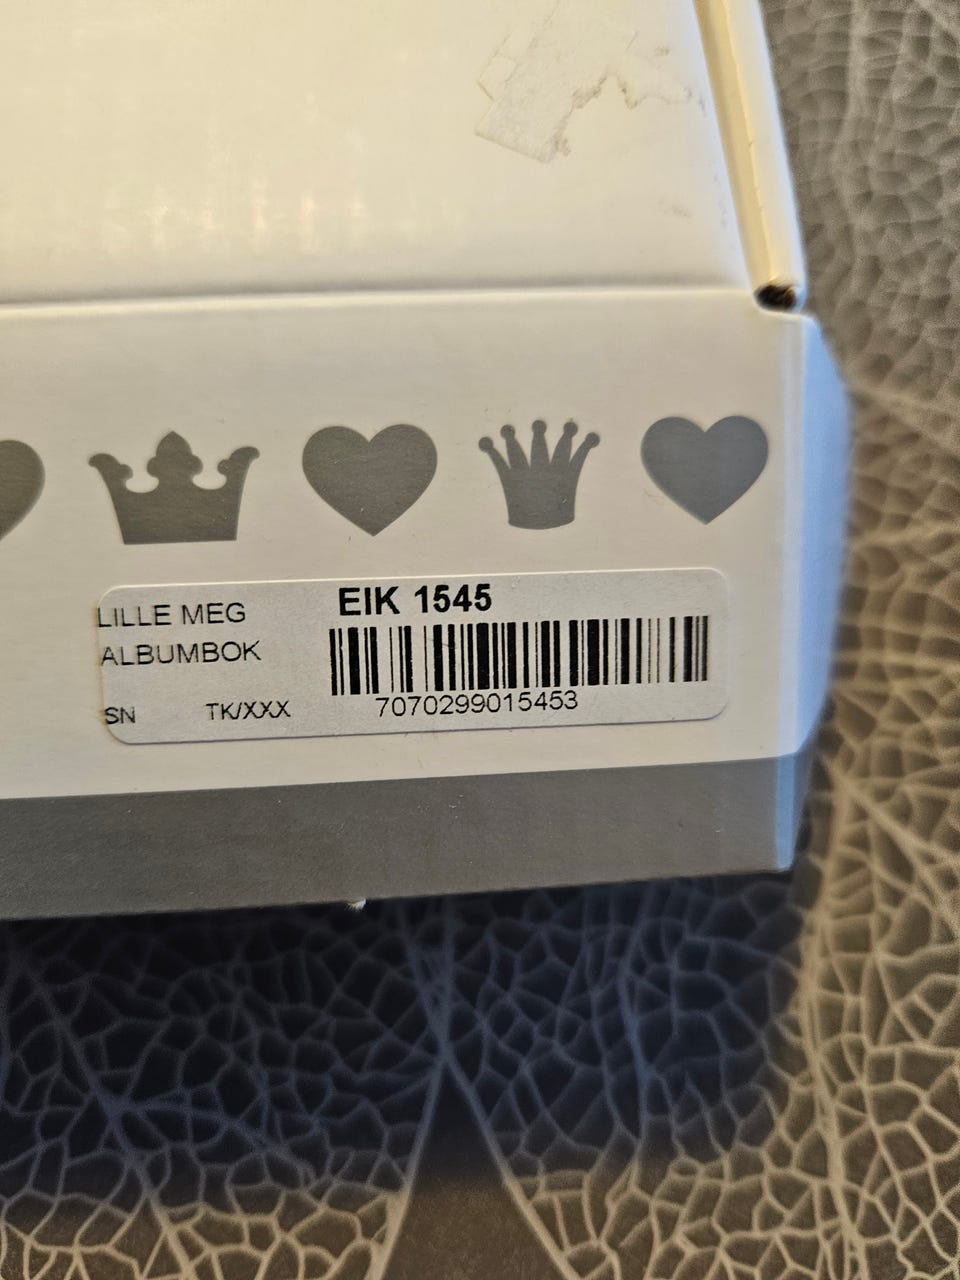 LILLE MEG
ALBUMBOK
SN TK/XXX
EIK 1545
7070299015453